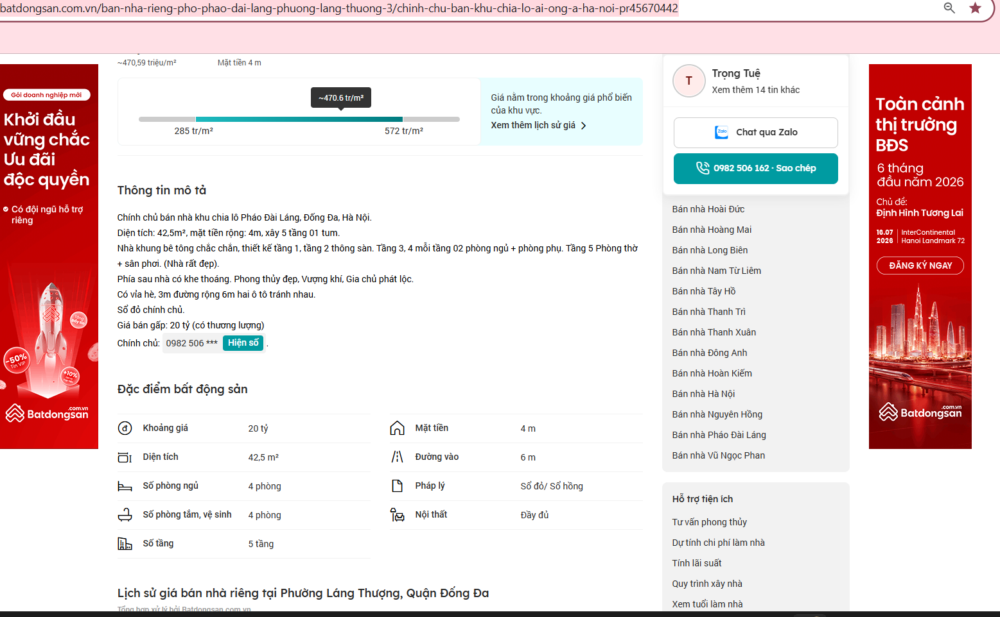 batdongsan.com.vn/ban-nha-rieng-pho-phao-dai-lang-phuong-lang-thuong-3/chinh-chu-ban-khu-chia-lo-ai-ong-a-ha-noi-pr45670442
~470,59 triệu/m²
Mặt tiền 4 m
~470.6 tr/m²
285 tr/m²
572 tr/m²
Giá nằm trong khoảng giá phổ biến
của khu vực.
Xem thêm lịch sử giá
Thông tin mô tả
Chính chủ bán nhà khu chia lô Pháo Đài Láng, Đống Đa, Hà Nội.
Diện tích: 42,5m², mặt tiền rộng: 4m, xây 5 tầng 01 tum.
Nhà khung bê tông chắc chắn, thiết kế tầng 1, tầng 2 thông sàn. Tầng 3, 4 mỗi tầng 02 phòng ngủ + phòng phụ. Tầng 5 Phòng thờ
+ sân phơi. (Nhà rất đẹp).
Phía sau nhà có khe thoáng. Phong thủy đẹp, Vượng khí, Gia chủ phát lộc.
Có vỉa hè, 3m đường rộng 6m hai ô tô tránh nhau.
Sổ đỏ chính chủ.
Giá bán gấp: 20 tỷ (có thương lượng)
Chính chủ: 0982 506 *** Hiện số .
Đặc điểm bất động sản
Khoảng giá
20 tỷ
Diện tích
42,5 m²
Số phòng ngủ
4 phòng
Số phòng tắm, vệ sinh
4 phòng
Số tầng
5 tầng
Mặt tiền
4 m
Đường vào
6 m
Pháp lý
Sổ đỏ/ Sổ hồng
Nội thất
Đầy đủ
Lịch sử giá bán nhà riêng tại Phường Láng Thượng, Quận Đống Đa
Tổng hợp xử lý bởi Batdongsan.com.vn
T
Trọng Tuệ
Xem thêm 14 tin khác
Zalo
Chat qua Zalo
0982 506 162 · Sao chép
Bán nhà Hoài Đức
Bán nhà Hoàng Mai
Bán nhà Long Biên
Bán nhà Nam Từ Liêm
Bán nhà Tây Hồ
Bán nhà Thanh Trì
Bán nhà Thanh Xuân
Bán nhà Đông Anh
Bán nhà Hoàn Kiếm
Bán nhà Hà Nội
Bán nhà Nguyên Hồng
Bán nhà Pháo Đài Láng
Bán nhà Vũ Ngọc Phan
Hỗ trợ tiện ích
Tư vấn phong thủy
Dự tính chi phí làm nhà
Tính lãi suất
Quy trình xây nhà
Xem tuổi làm nhà
Gói doanh nghiệp mới
Khởi đầu
vững chắc
Ưu đãi
độc quyền
Có đội ngũ hỗ trợ
riêng
Tăng
đẩy tin
-50%
Tin VIP
+10%
Batdongsan
.com.vn
Toàn cảnh
thị trường
BĐS
6 tháng
đầu năm 2026
Chủ đề:
Định Hình Tương Lai
16.07
2026
InterContinental
Hanoi Landmark 72
ĐĂNG KÝ NGAY
Batdongsan
.com.vn